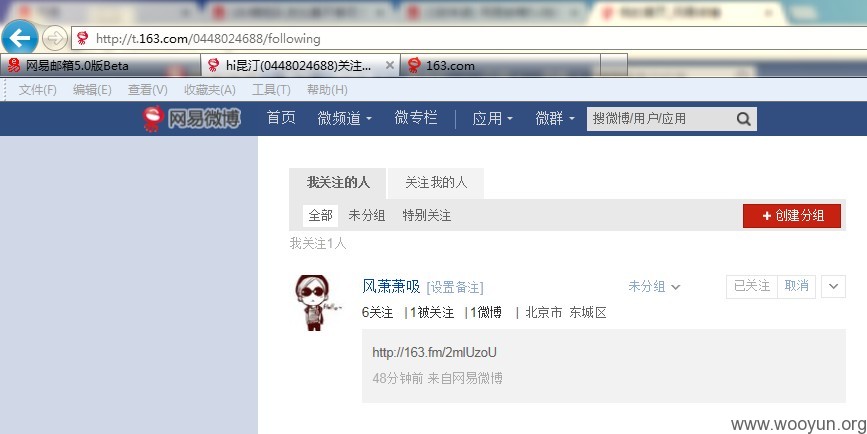 http://t.163.com/0448024688/following
网易邮箱5.0版Beta hi昆汀(0448024688)关注... 163.com
文件(F) 编辑(E) 查看(V) 收藏夹(A) 工具(T) 帮助(H)
网易微博 首页 微频道 微专栏 应用 微群 搜微博/用户/应用
我关注的人 关注我的人
全部 未分组 特别关注 + 创建分组
我关注1人
风萧萧吸 [设置备注] 未分组 已关注 取消
6关注 | 1被关注 | 1微博 | 北京市 东城区
http://163.fm/2mlUzoU
48分钟前 来自网易微博
www.wooyun.org